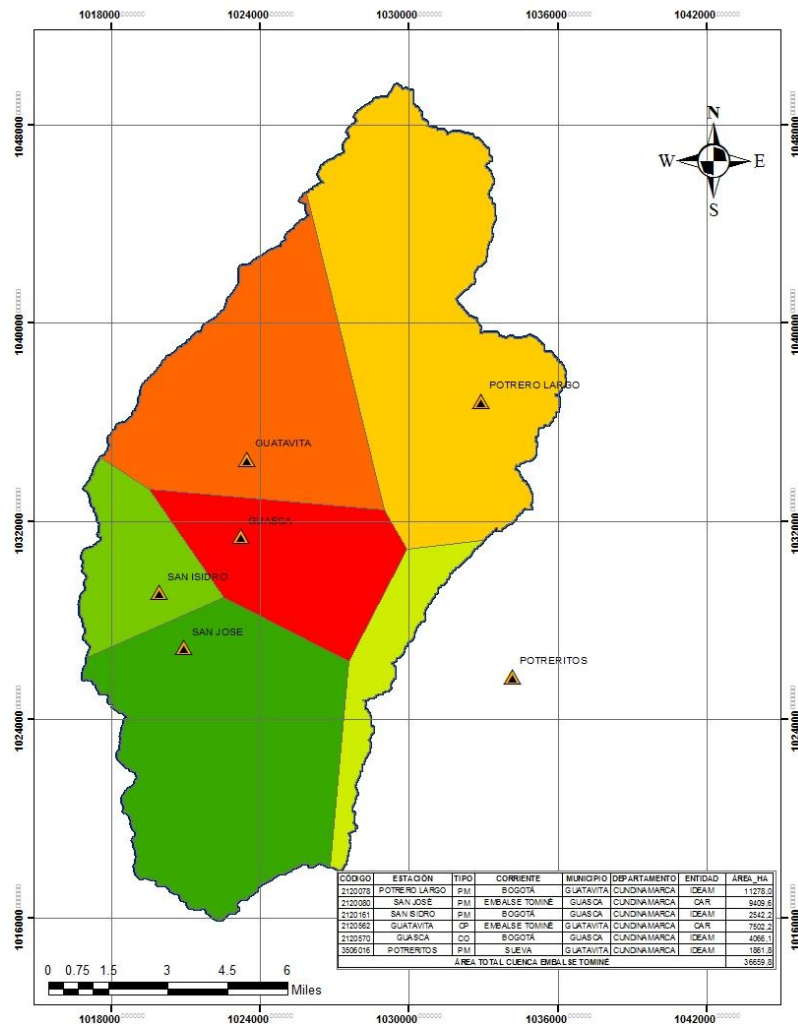 1018000 1024000 1030000 1036000 1042000
1048000 1048000
N
W E
S
1040000 1040000
POTRERO LARGO
GUATAVITA
1032000 1032000
GUASCA
SAN ISIDRO
SAN JOSE
POTRERITOS
1024000 1024000
CÓDIGO ESTACIÓN TIPO CORRIENTE MUNICIPIO DEPARTAMENTO ENTIDAD ÁREA_HA
2120078 POTRERO LARGO PM BOGOTÁ GUATAVITA CUNDINAMARCA IDEAM 11278,0
2120080 SAN JOSÉ PM EMBALSE TOMINÉ GUASCA CUNDINAMARCA CAR 9409,6
2120161 SAN ISIDRO PM BOGOTÁ GUASCA CUNDINAMARCA IDEAM 2542,2
2120562 GUATAVITA CP EMBALSE TOMINÉ GUATAVITA CUNDINAMARCA CAR 7502,2
2120570 GUASCA CO BOGOTÁ GUASCA CUNDINAMARCA IDEAM 4066,1
3506016 POTRERITOS PM SUEVA GUATAVITA CUNDINAMARCA IDEAM 1861,8
ÁREA TOTAL CUENCA EMBALSE TOMINÉ 36659,8
1016000 1016000
0 0.75 1.5 3 4.5 6
Miles
1018000 1024000 1030000 1036000 1042000